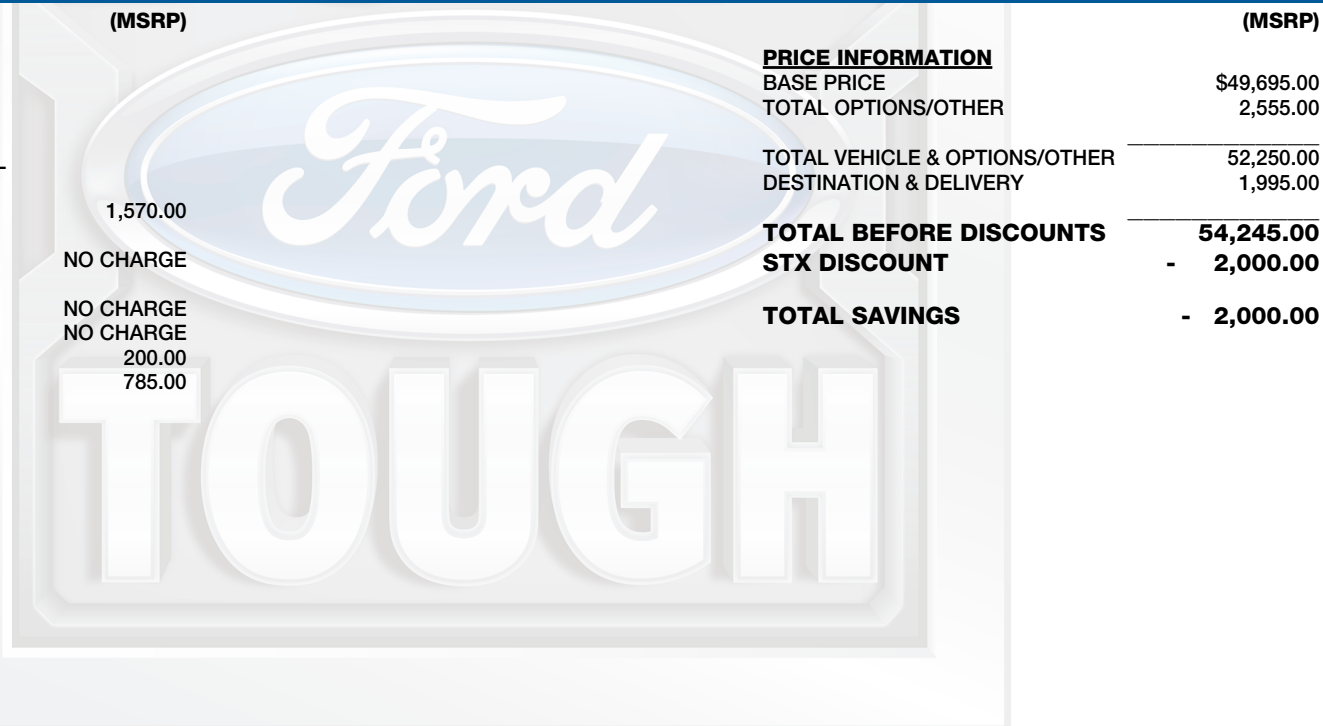 (MSRP)
1,570.00
NO CHARGE
NO CHARGE
NO CHARGE
200.00
785.00
Ford
TOUGH
(MSRP)
PRICE INFORMATION
BASE PRICE $49,695.00
TOTAL OPTIONS/OTHER 2,555.00
TOTAL VEHICLE & OPTIONS/OTHER 52,250.00
DESTINATION & DELIVERY 1,995.00
TOTAL BEFORE DISCOUNTS 54,245.00
STX DISCOUNT - 2,000.00
TOTAL SAVINGS - 2,000.00